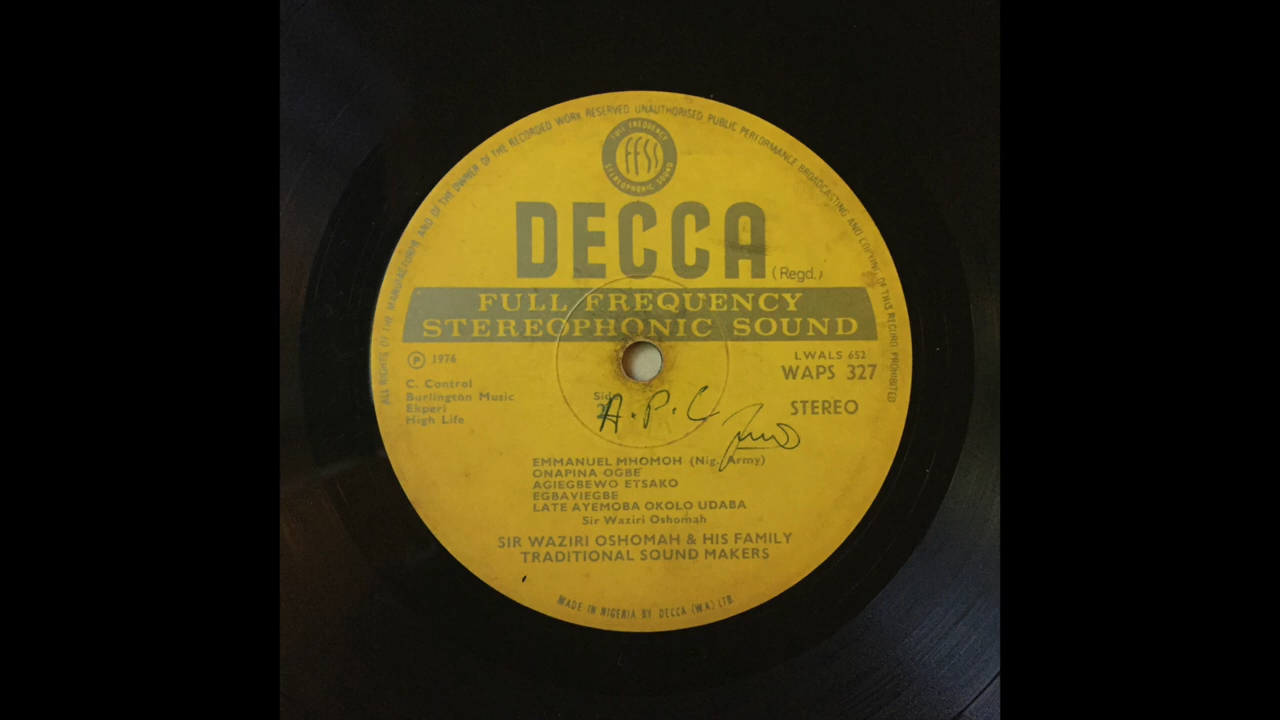 ALL RIGHTS OF THE MANUFACTURER AND OF THE OWNER OF THE RECORDED WORK RESERVED UNAUTHORISED PUBLIC PERFORMANCE BROADCASTING AND COPYING OF THIS RECORD PROHIBITED
FULL FREQUENCY
FFSS
STEREOPHONIC SOUND
DECCA
(Regd.)
FULL FREQUENCY
STEREOPHONIC SOUND
Ⓟ 1976
LWALS 652
WAPS 327
C. Control
Burlington Music
Ekperi
High Life
STEREO
Side
2
A.P.C
EMMANUEL MHOMOH (Nig. Army)
ONAPINA OGBE
AGIEGBEWO ETSAKO
EGBAVIEGBE
LATE AYEMOBA OKOLO UDABA
Sir Waziri Oshomah
SIR WAZIRI OSHOMAH & HIS FAMILY
TRADITIONAL SOUND MAKERS
MADE IN NIGERIA BY DECCA (W.A.) LTD.